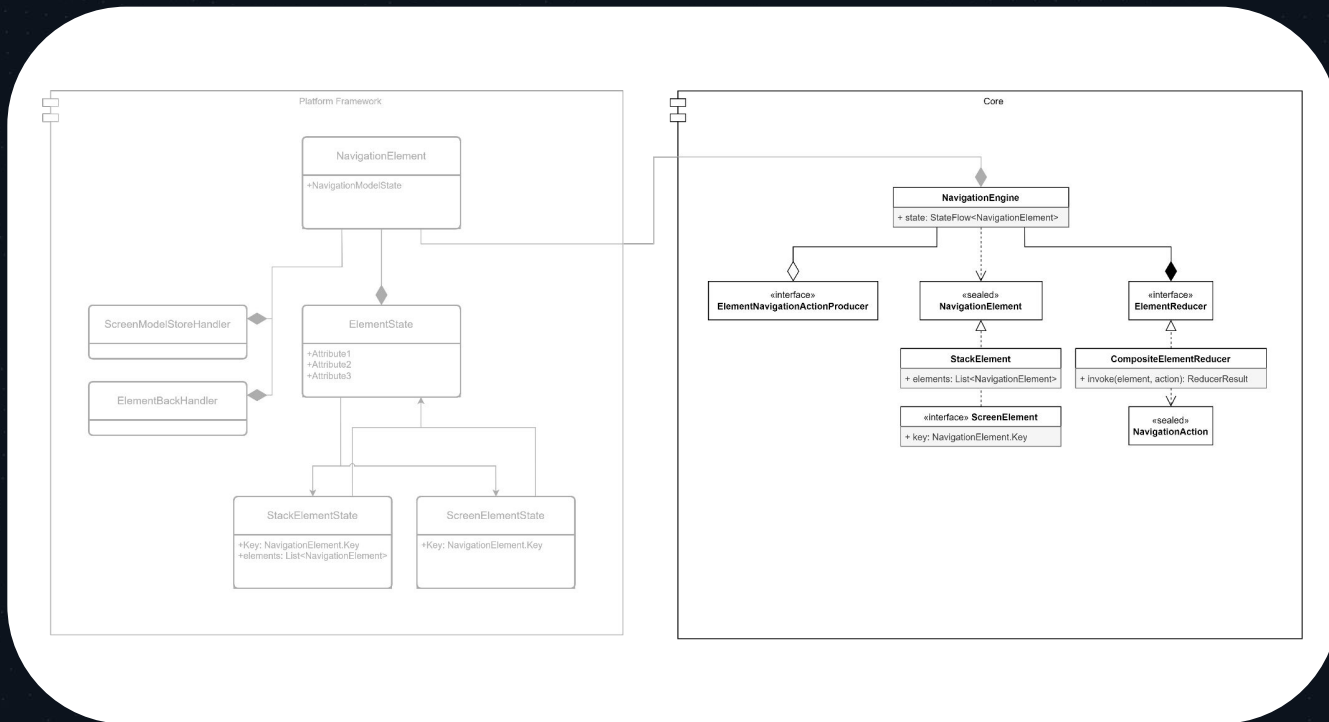 Platform Framework
NavigationElement
+NavigationModelState
ScreenModelStoreHandler
ElementBackHandler
ElementState
+Attribute1
+Attribute2
+Attribute3
StackElementState
+Key: NavigationElement.Key
+elements: List<NavigationElement>
ScreenElementState
+Key: NavigationElement.Key
Core
NavigationEngine
+ state: StateFlow<NavigationElement>
«interface»
ElementNavigationActionProducer
«sealed»
NavigationElement
«interface»
ElementReducer
StackElement
+ elements: List<NavigationElement>
CompositeElementReducer
+ invoke(element, action): ReducerResult
«interface» ScreenElement
+ key: NavigationElement.Key
«sealed»
NavigationAction